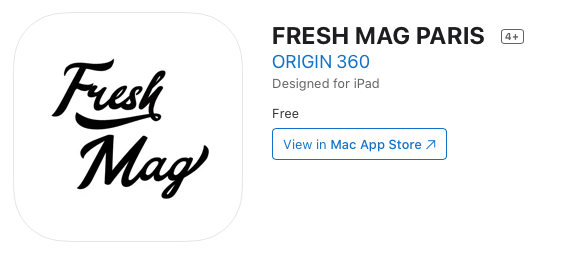 Fresh
Mag
FRESH MAG PARIS 4+
ORIGIN 360
Designed for iPad
Free
View in Mac App Store ↗